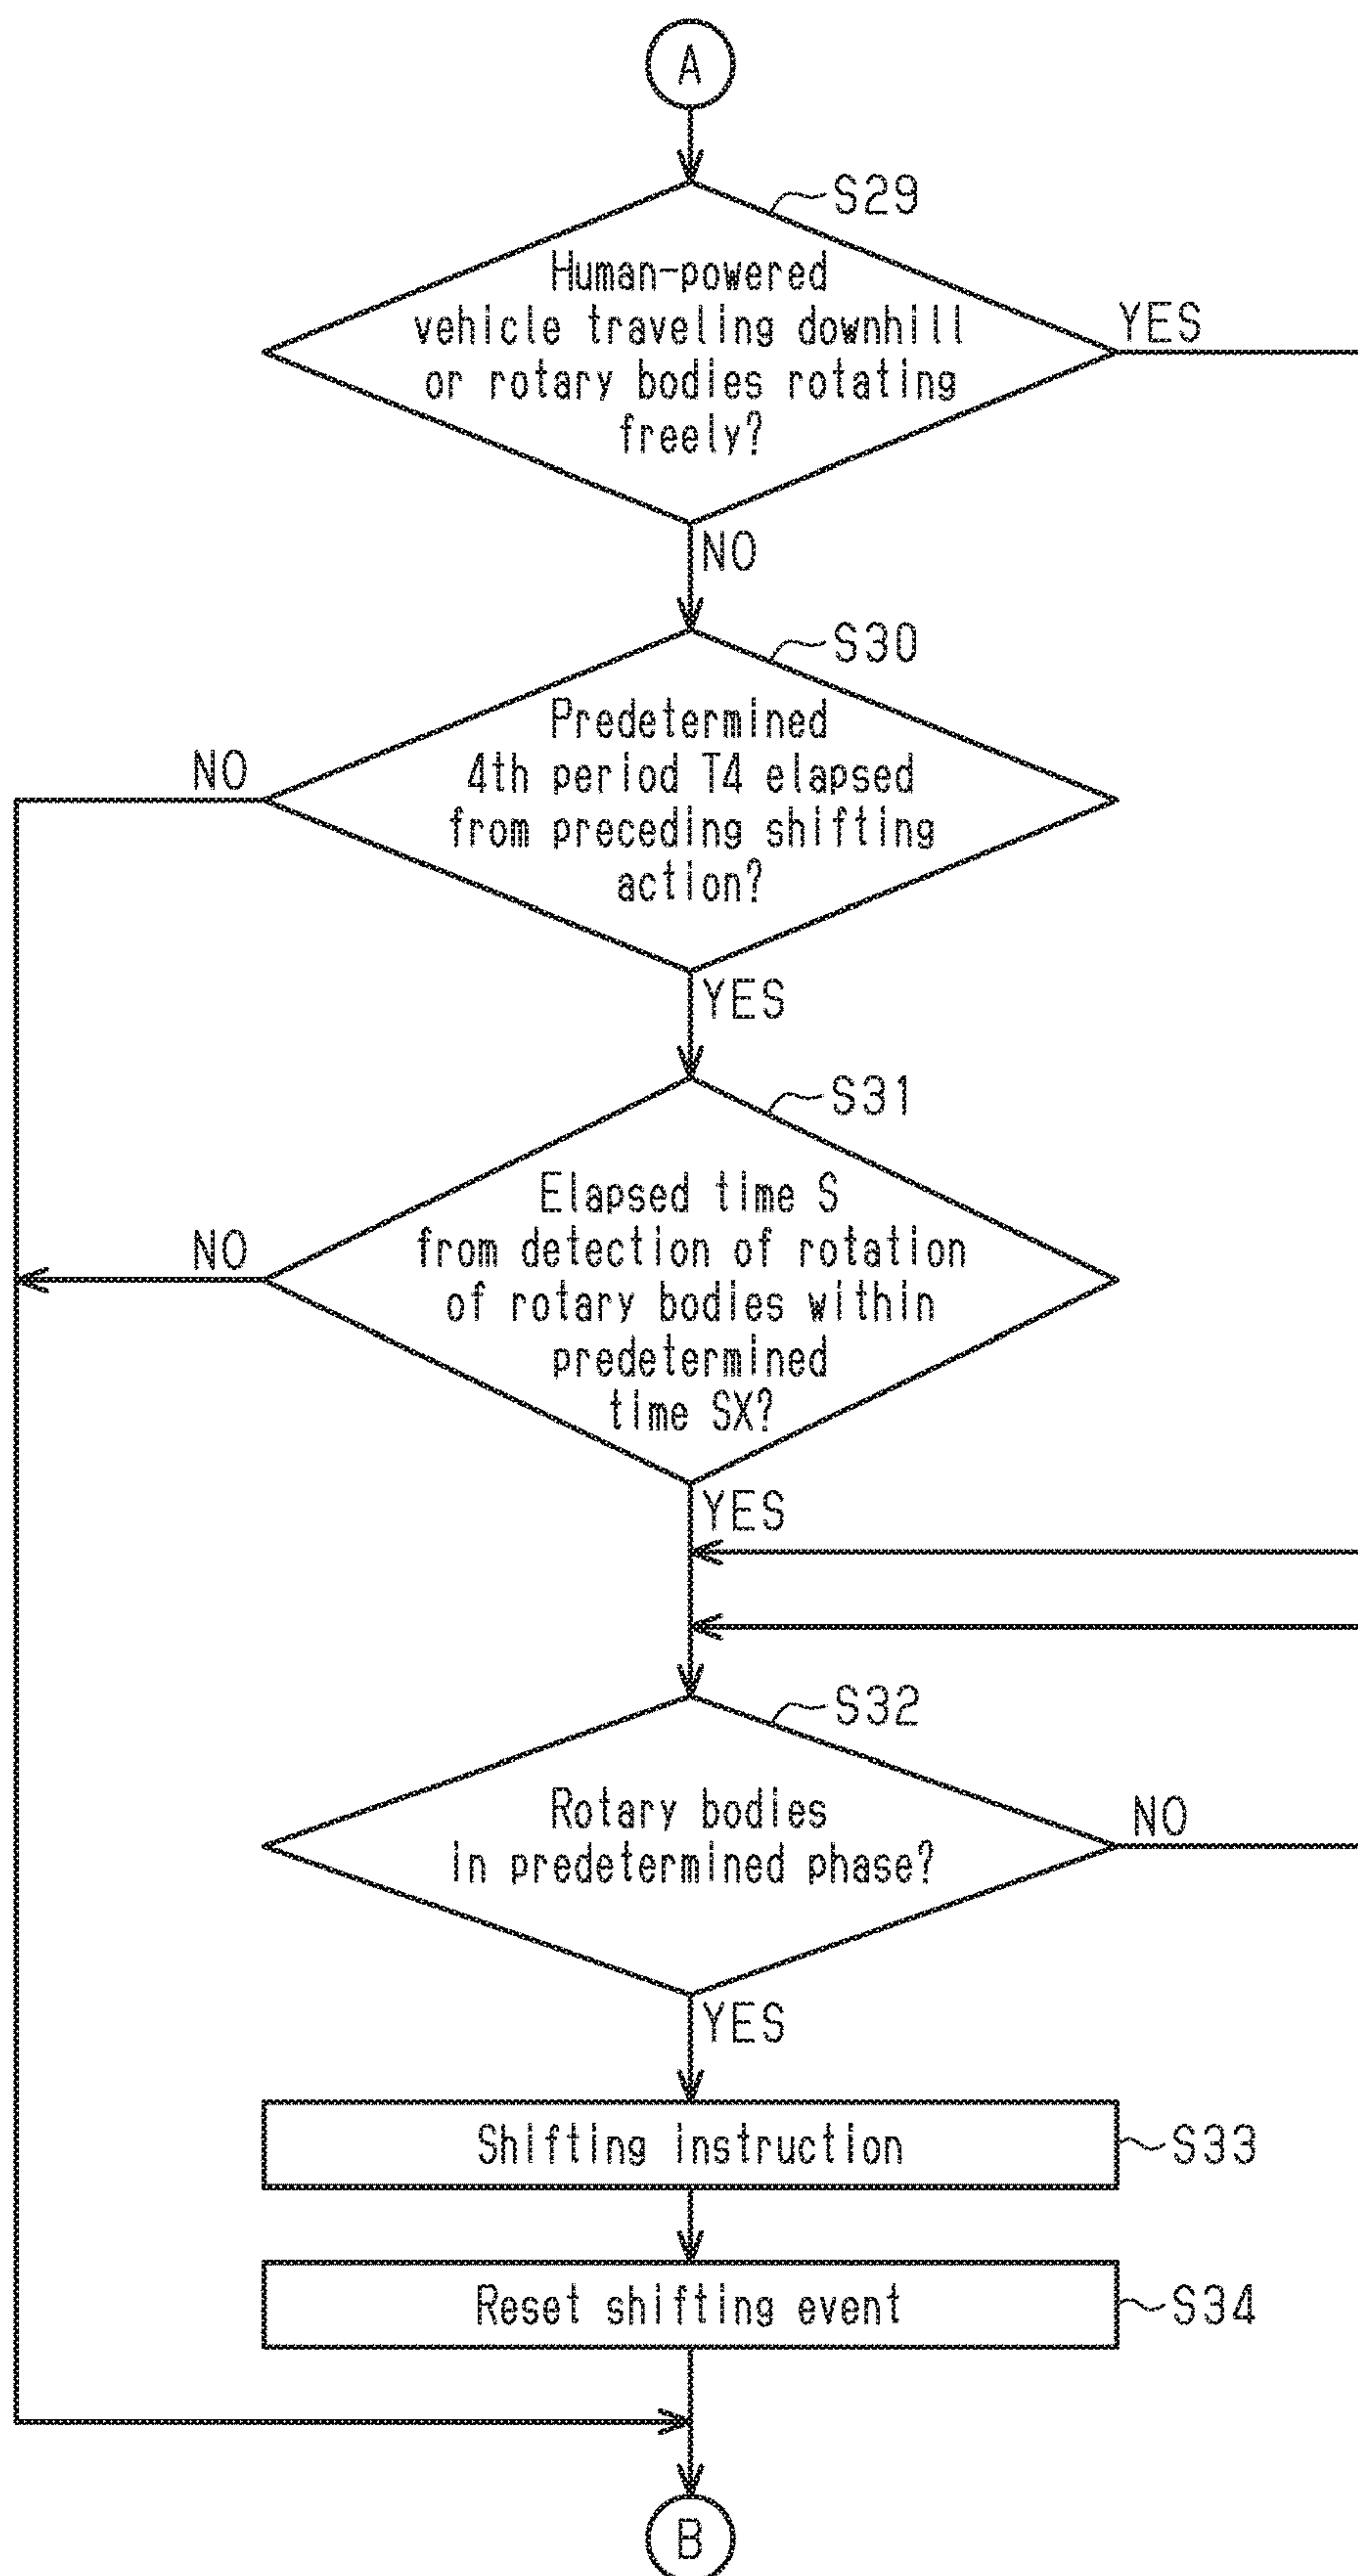 A
S29
Human-powered
vehicle traveling downhill
or rotary bodies rotating
freely?
YES
NO
S30
Predetermined
4th period T4 elapsed
from preceding shifting
action?
NO
YES
S31
Elapsed time S
from detection of rotation
of rotary bodies within
predetermined
time SX?
NO
YES
S32
Rotary bodies
in predetermined phase?
NO
YES
Shifting instruction
S33
Reset shifting event
S34
B